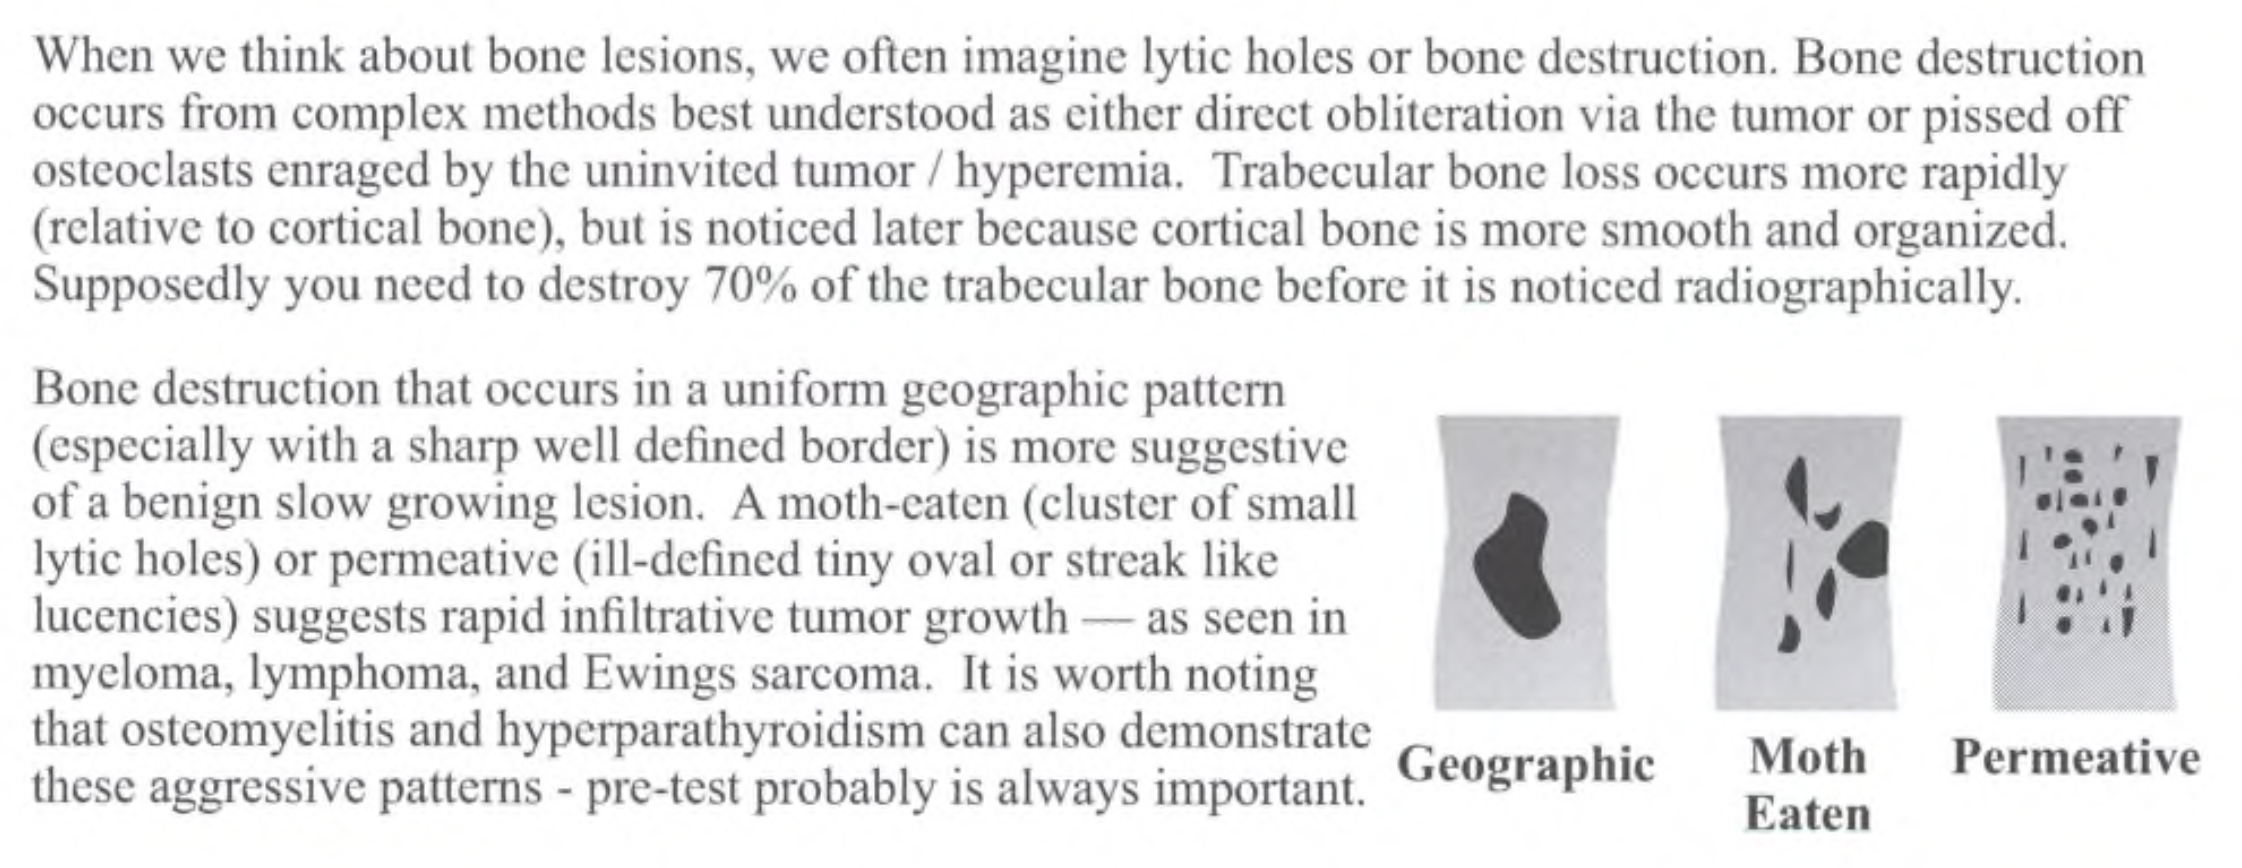 When we think about bone lesions, we often imagine lytic holes or bone destruction. Bone destruction
occurs from complex methods best understood as either direct obliteration via the tumor or pissed off
osteoclasts enraged by the uninvited tumor / hyperemia. Trabecular bone loss occurs more rapidly
(relative to cortical bone), but is noticed later because cortical bone is more smooth and organized.
Supposedly you need to destroy 70% of the trabecular bone before it is noticed radiographically.
Bone destruction that occurs in a uniform geographic pattern
(especially with a sharp well defined border) is more suggestive
of a benign slow growing lesion. A moth-eaten (cluster of small
lytic holes) or permeative (ill-defined tiny oval or streak like
lucencies) suggests rapid infiltrative tumor growth — as seen in
myeloma, lymphoma, and Ewings sarcoma. It is worth noting
that osteomyelitis and hyperparathyroidism can also demonstrate
these aggressive patterns - pre-test probably is always important.
Geographic
Moth
Eaten
Permeative